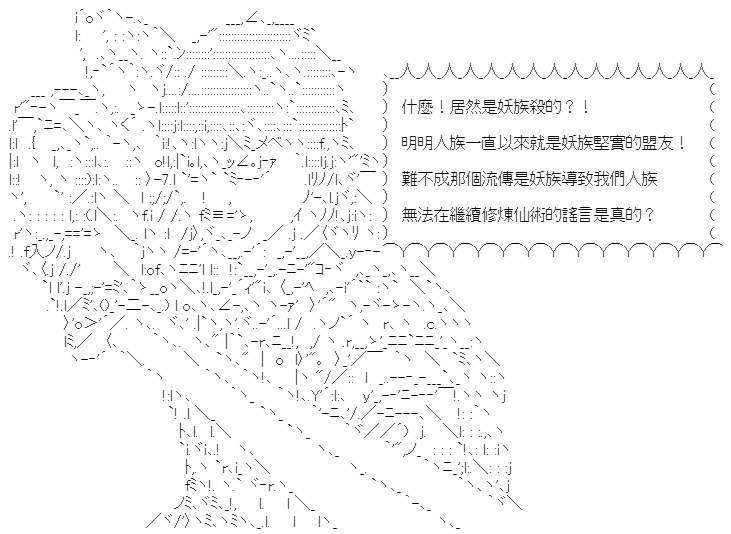 什麼！居然是妖族殺的？！
明明人族一直以來就是妖族堅實的盟友！
難不成那個流傳是妖族導致我們人族
無法在繼續修煉仙術的謠言是真的？